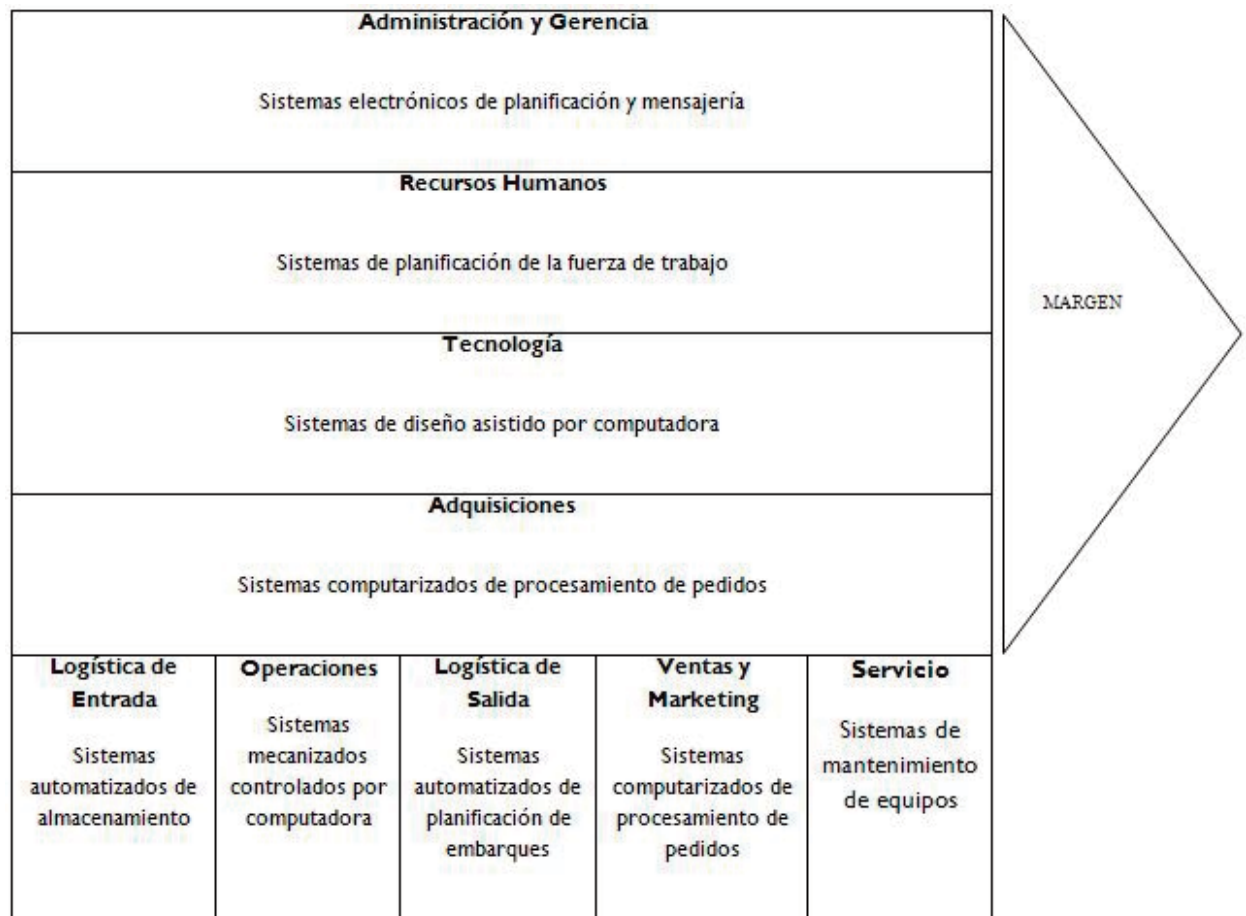 Administración y Gerencia
Sistemas electrónicos de planificación y mensajería
Recursos Humanos
Sistemas de planificación de la fuerza de trabajo
Tecnología
Sistemas de diseño asistido por computadora
Adquisiciones
Sistemas computarizados de procesamiento de pedidos
MARGEN
Logística de
Entrada
Sistemas
automatizados de
almacenamiento
Operaciones
Sistemas
mecanizados
controlados por
computadora
Logística de
Salida
Sistemas
automatizados de
planificación de
embarques
Ventas y
Marketing
Sistemas
computarizados de
procesamiento de
pedidos
Servicio
Sistemas de
mantenimiento
de equipos